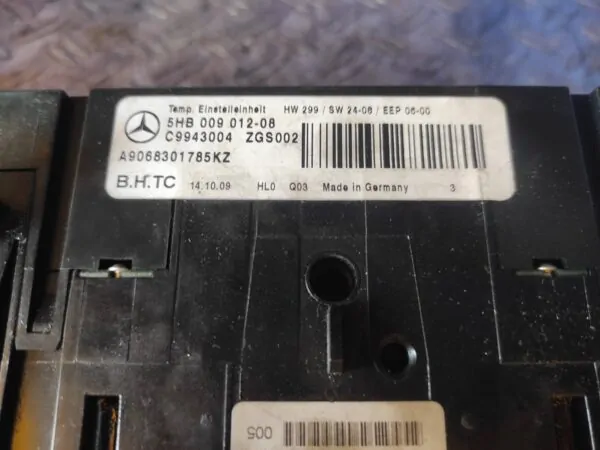 Temp. Einstelleinheit HW 299 / SW 24-08 / EEP 06-00
5HB 009 012-08
C9943004 ZGS002
A9068301785KZ
B.H.TC 14.10.09 HL0 Q03 Made in Germany 3
005